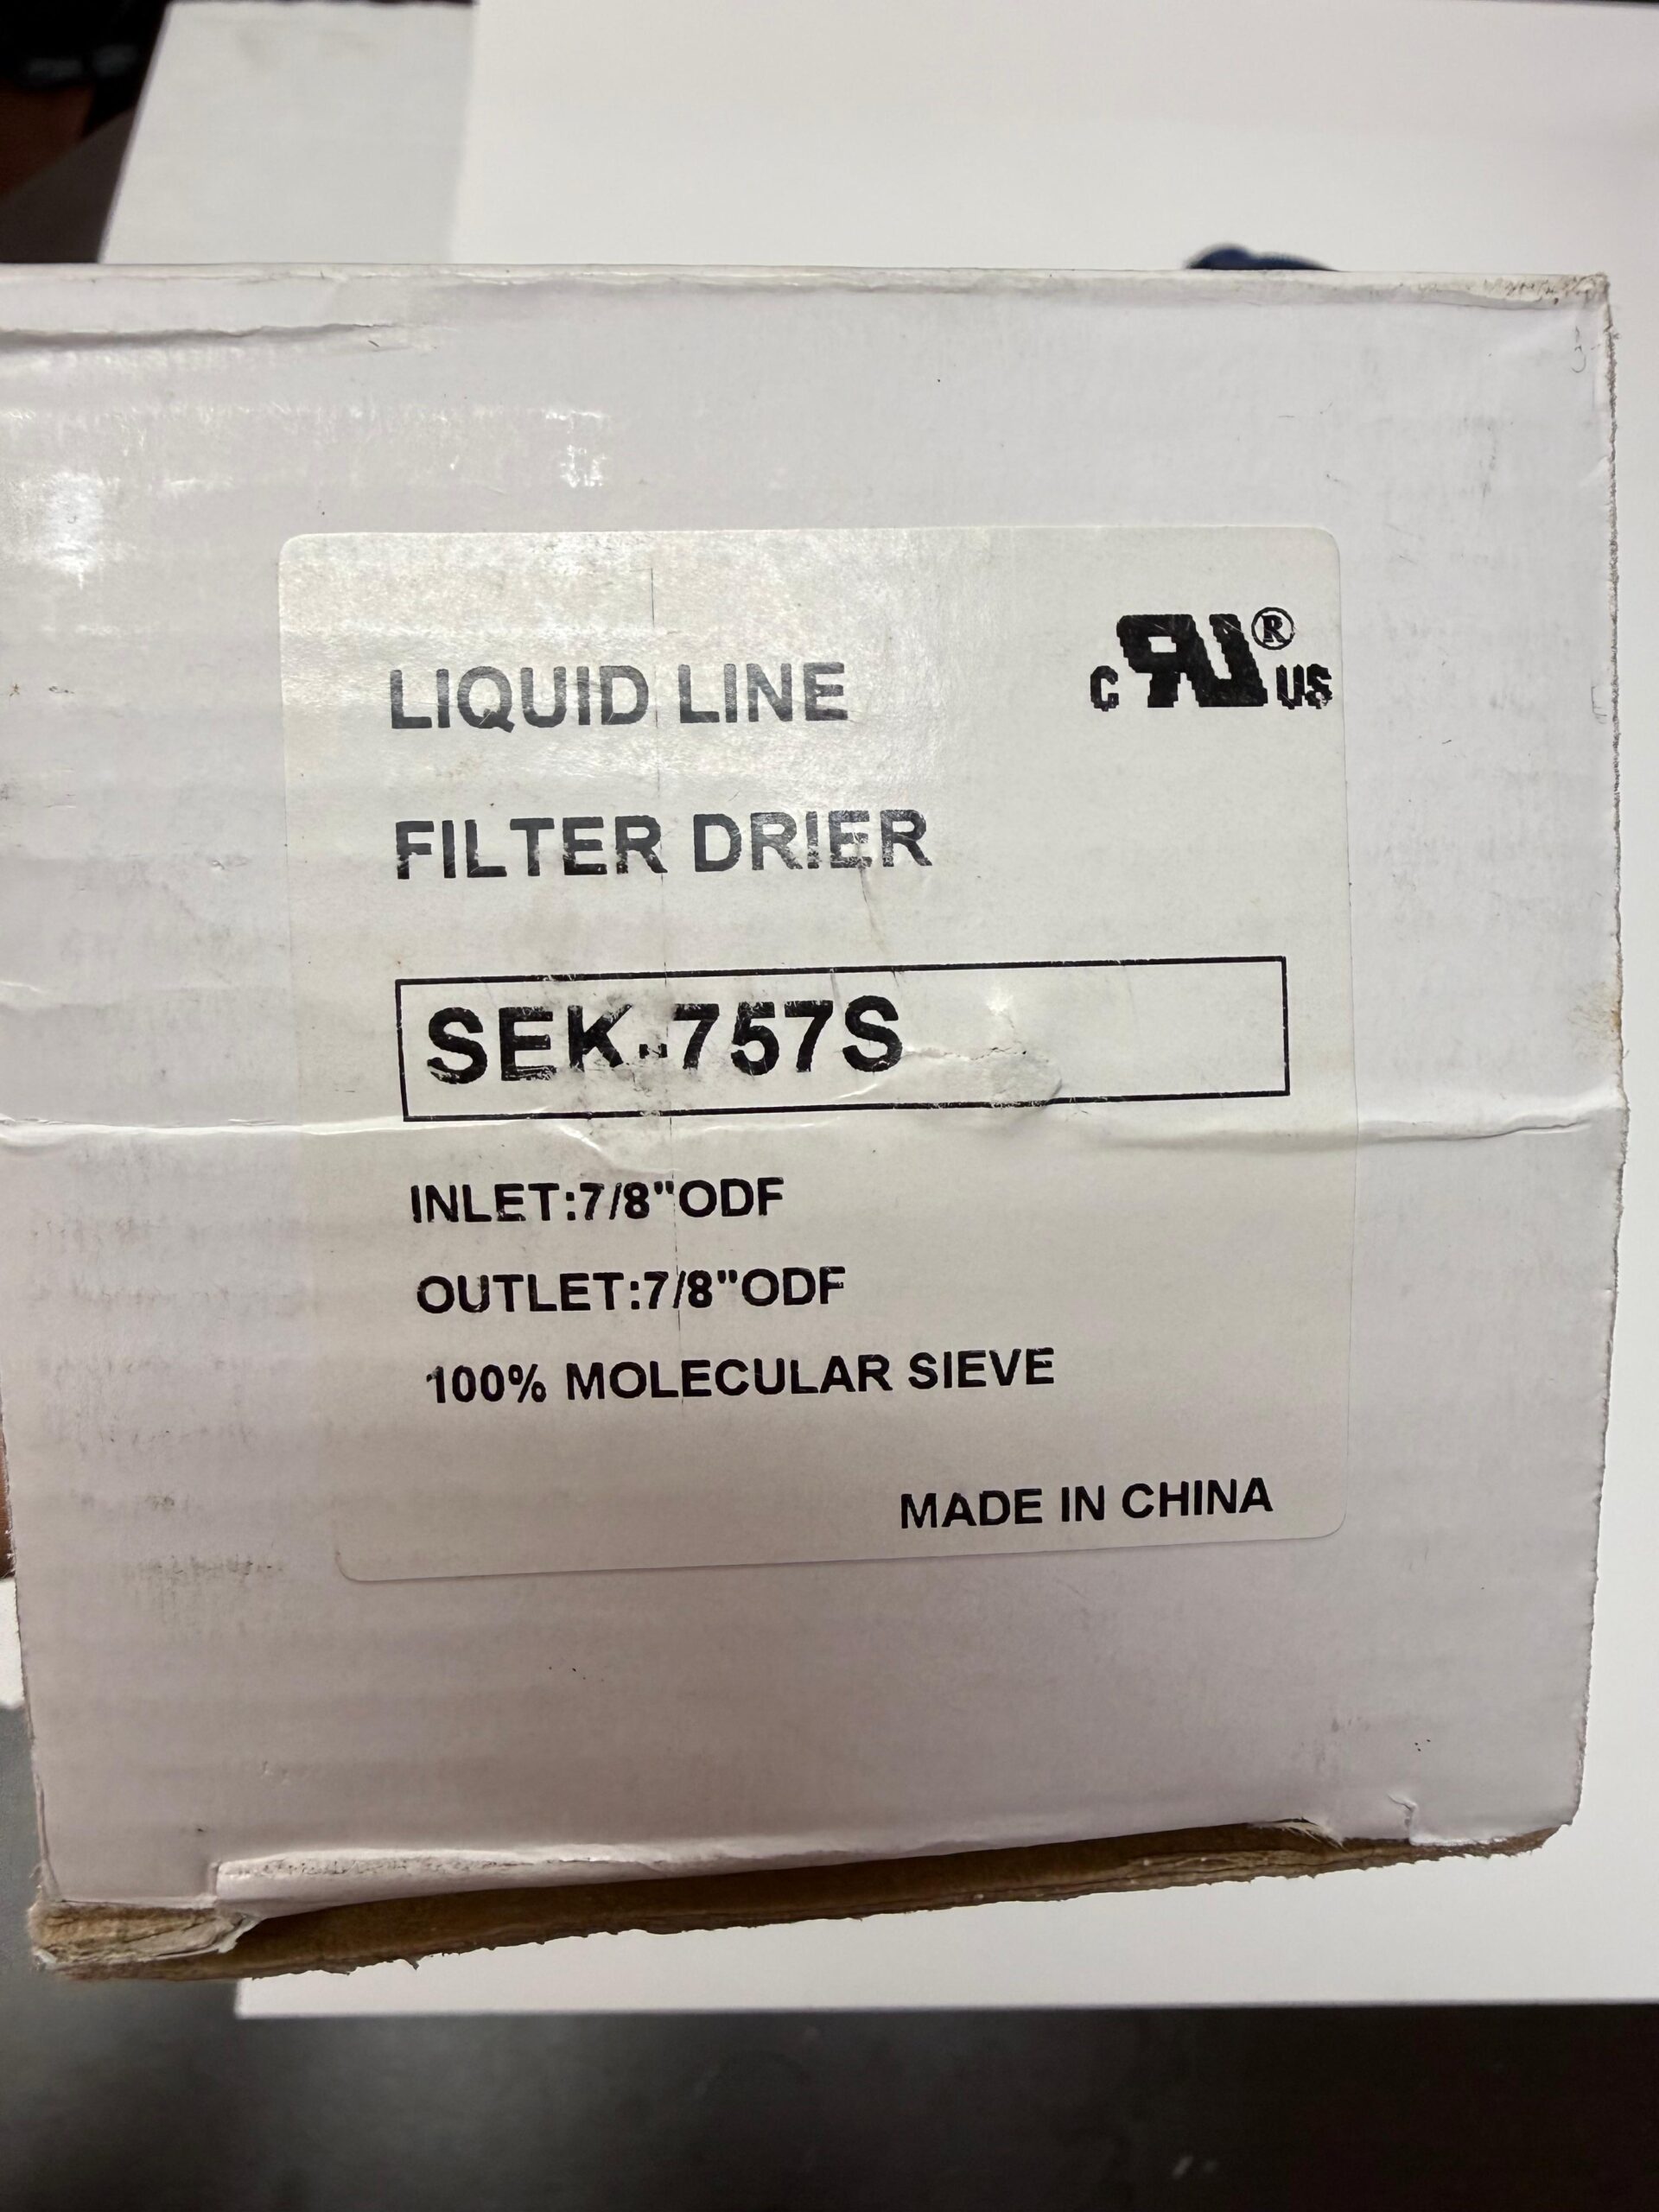 LIQUID LINE
FILTER DRIER
C RU® US
SEK-757S
INLET:7/8"ODF
OUTLET:7/8"ODF
100% MOLECULAR SIEVE
MADE IN CHINA